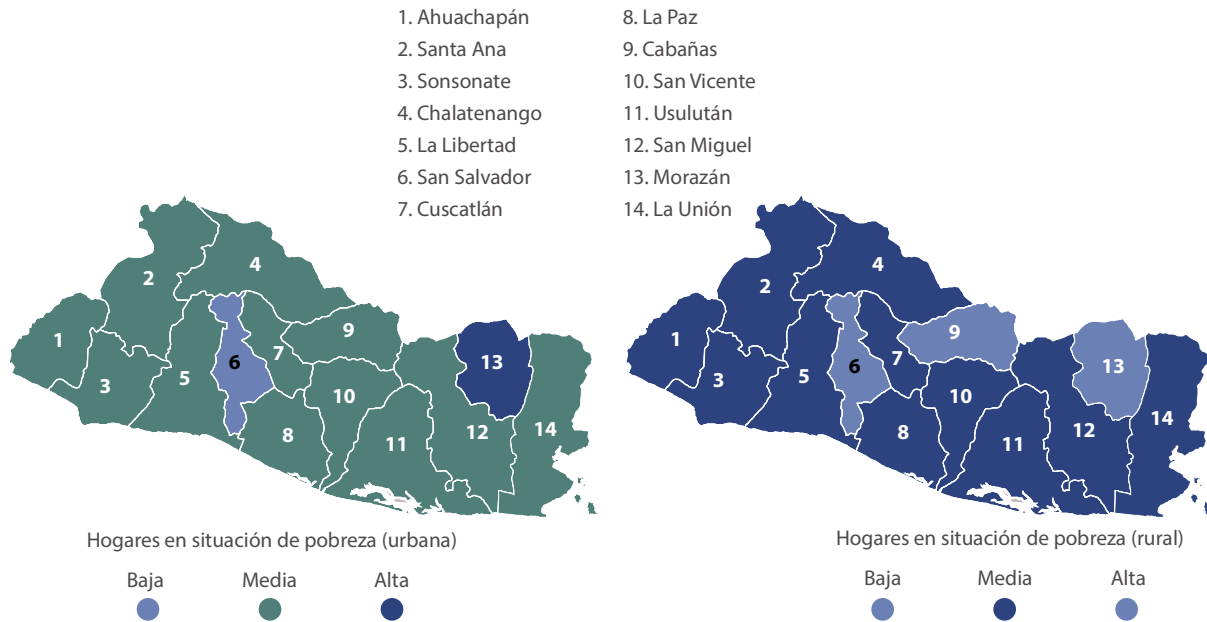 1. Ahuachapán
2. Santa Ana
3. Sonsonate
4. Chalatenango
5. La Libertad
6. San Salvador
7. Cuscatlán
8. La Paz
9. Cabañas
10. San Vicente
11. Usulután
12. San Miguel
13. Morazán
14. La Unión
1
2
3
4
5
6
7
8
9
10
11
12
13
14
Hogares en situación de pobreza (urbana)
Baja Media Alta
1
2
3
4
5
6
7
8
9
10
11
12
13
14
Hogares en situación de pobreza (rural)
Baja Media Alta